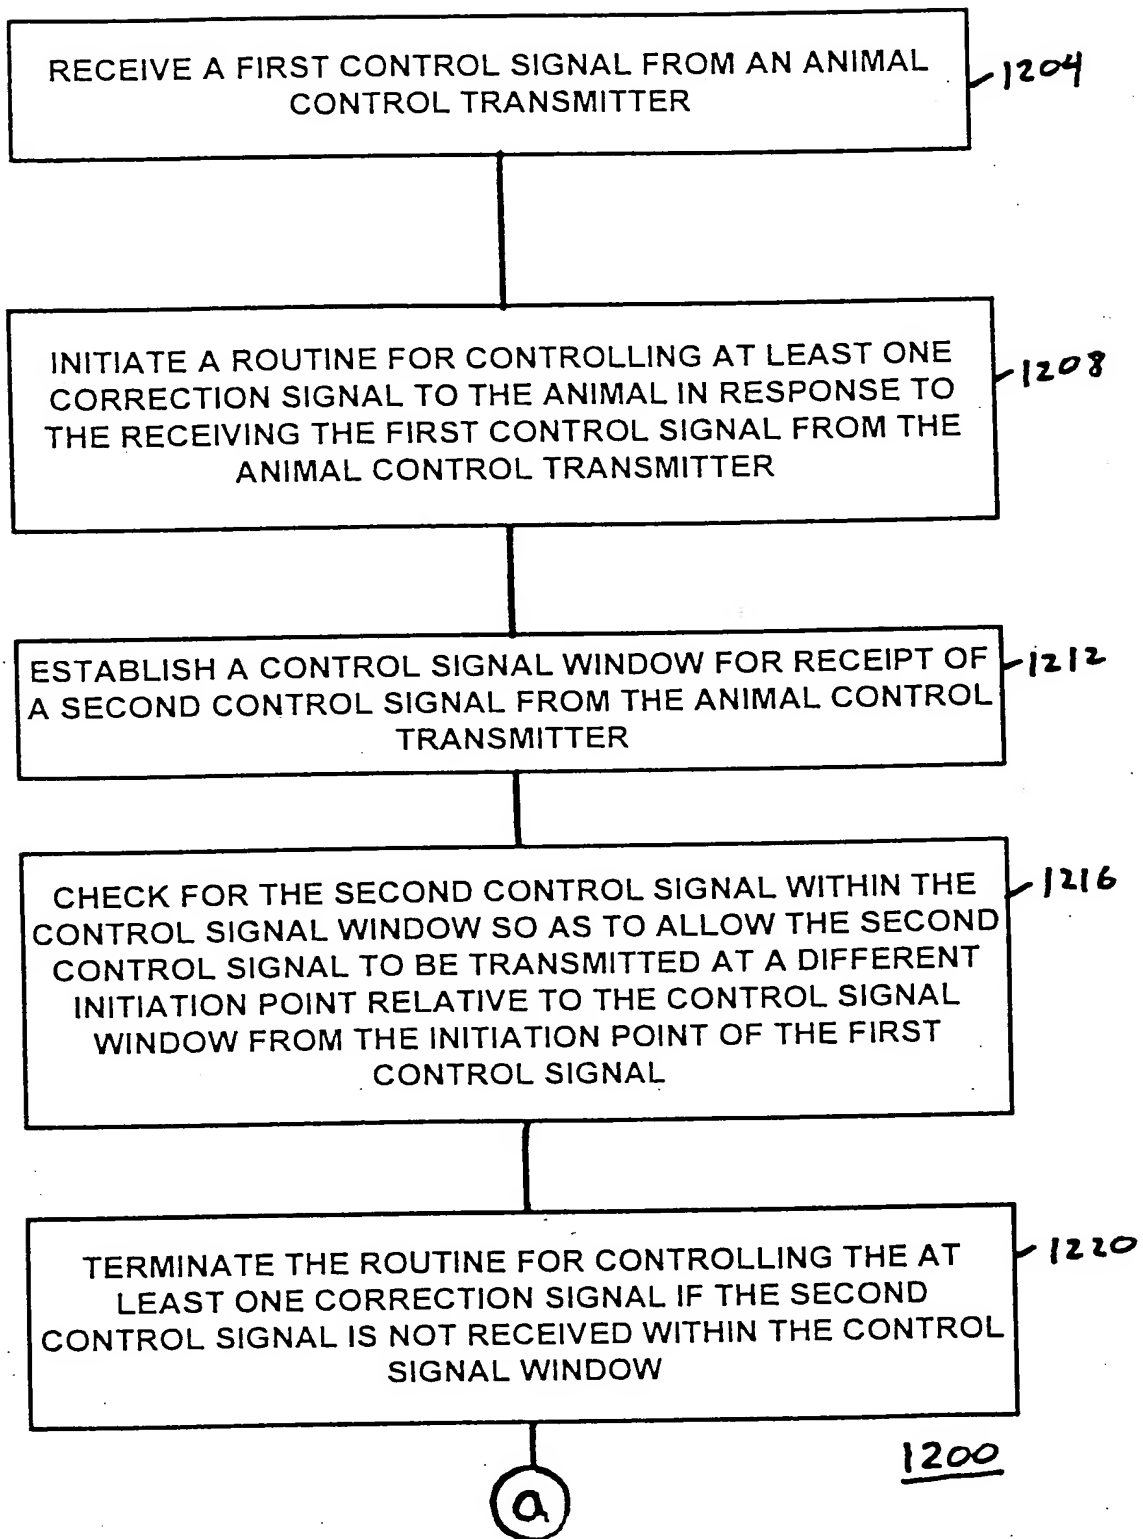 RECEIVE A FIRST CONTROL SIGNAL FROM AN ANIMAL
CONTROL TRANSMITTER
1204
INITIATE A ROUTINE FOR CONTROLLING AT LEAST ONE
CORRECTION SIGNAL TO THE ANIMAL IN RESPONSE TO
THE RECEIVING THE FIRST CONTROL SIGNAL FROM THE
ANIMAL CONTROL TRANSMITTER
1208
ESTABLISH A CONTROL SIGNAL WINDOW FOR RECEIPT OF
A SECOND CONTROL SIGNAL FROM THE ANIMAL CONTROL
TRANSMITTER
1212
CHECK FOR THE SECOND CONTROL SIGNAL WITHIN THE
CONTROL SIGNAL WINDOW SO AS TO ALLOW THE SECOND
CONTROL SIGNAL TO BE TRANSMITTED AT A DIFFERENT
INITIATION POINT RELATIVE TO THE CONTROL SIGNAL
WINDOW FROM THE INITIATION POINT OF THE FIRST
CONTROL SIGNAL
1216
TERMINATE THE ROUTINE FOR CONTROLLING THE AT
LEAST ONE CORRECTION SIGNAL IF THE SECOND
CONTROL SIGNAL IS NOT RECEIVED WITHIN THE CONTROL
SIGNAL WINDOW
1220
1200
a